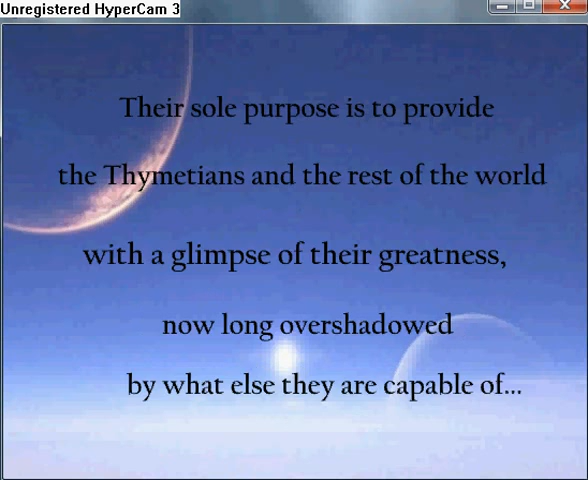 Unregistered HyperCam 3
Their sole purpose is to provide
the Thymetians and the rest of the world
with a glimpse of their greatness,
now long overshadowed
by what else they are capable of...